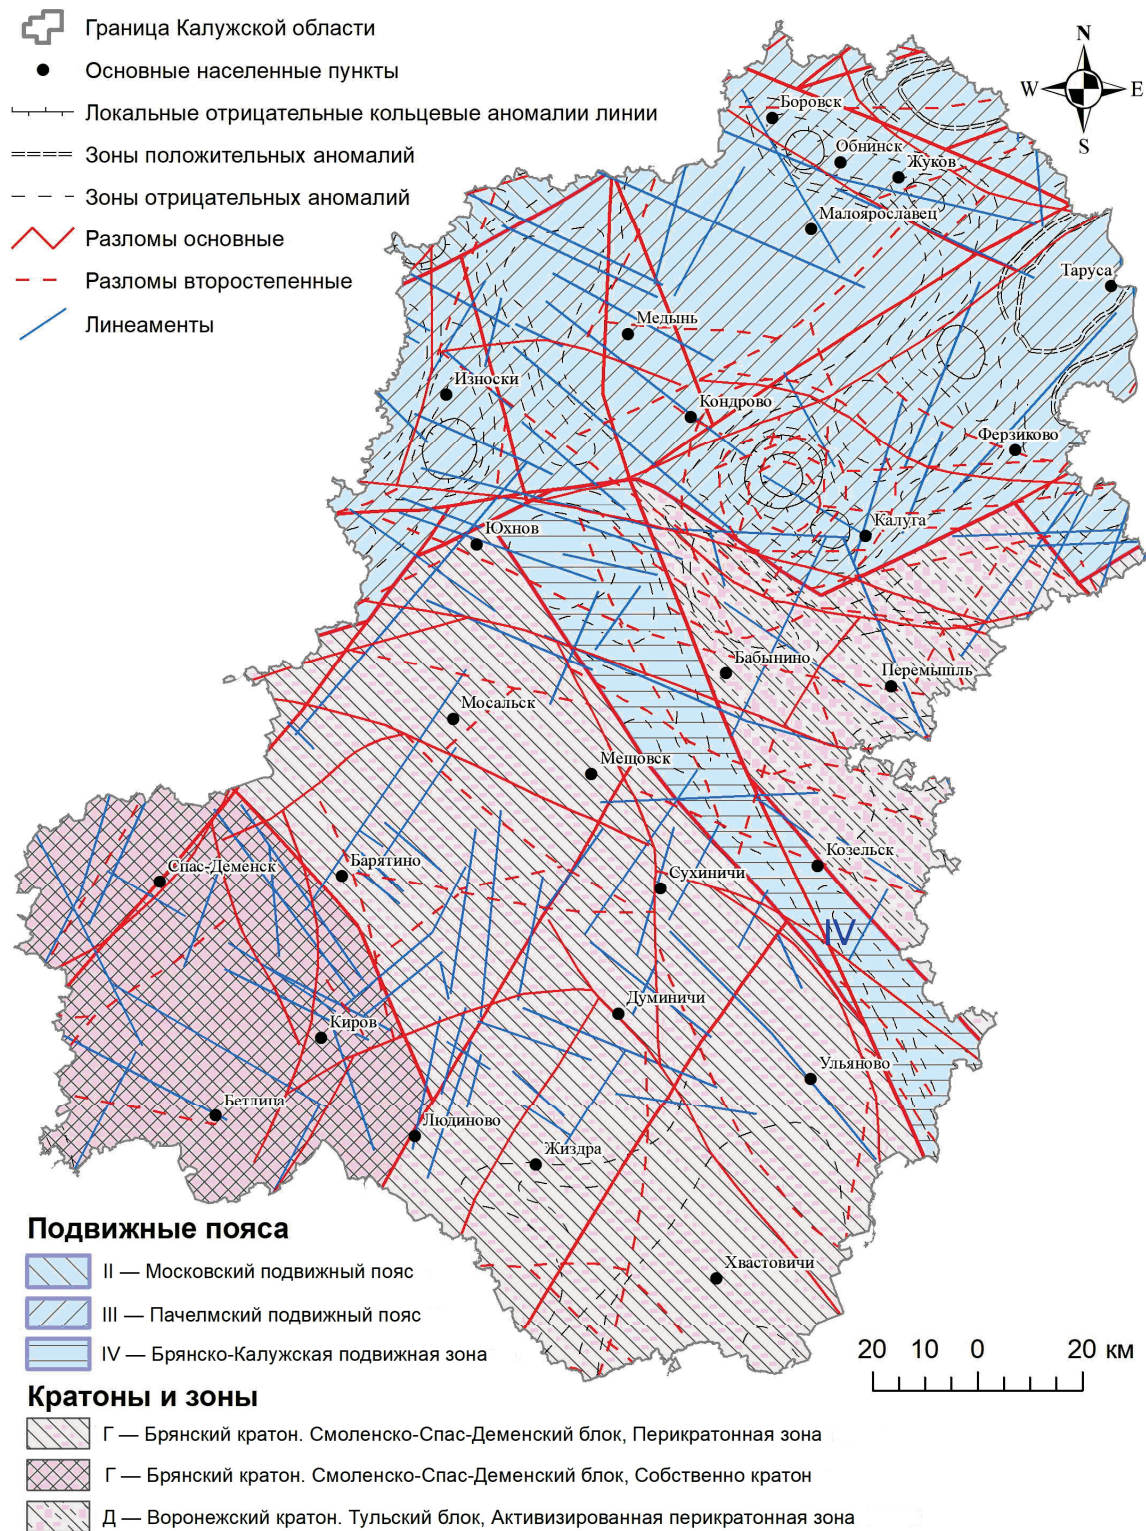 Граница Калужской области
Основные населенные пункты
Локальные отрицательные кольцевые аномалии линии
Зоны положительных аномалий
Зоны отрицательных аномалий
Разломы основные
Разломы второстепенные
Линеаменты
N
W E
S
Боровск
Обнинск
Жуков
Малоярославец
Таруса
Медынь
Износки
Кондрово
Ферзиково
Калуга
Юхнов
Бабынино
Перемышль
Мосальск
Мещовск
Козельск
Барятино
Спас-Деменск
Сухиничи
IV
Думиничи
Киров
Ульяново
Бетлица
Людиново
Жиздра
Хвастовичи
Подвижные пояса
II — Московский подвижный пояс
III — Пачелмский подвижный пояс
IV — Брянско-Калужская подвижная зона
20 10 0 20 км
Кратоны и зоны
Г — Брянский кратон. Смоленско-Спас-Деменский блок, Перикратонная зона
Г — Брянский кратон. Смоленско-Спас-Деменский блок, Собственно кратон
Д — Воронежский кратон. Тульский блок, Активизированная перикратонная зона